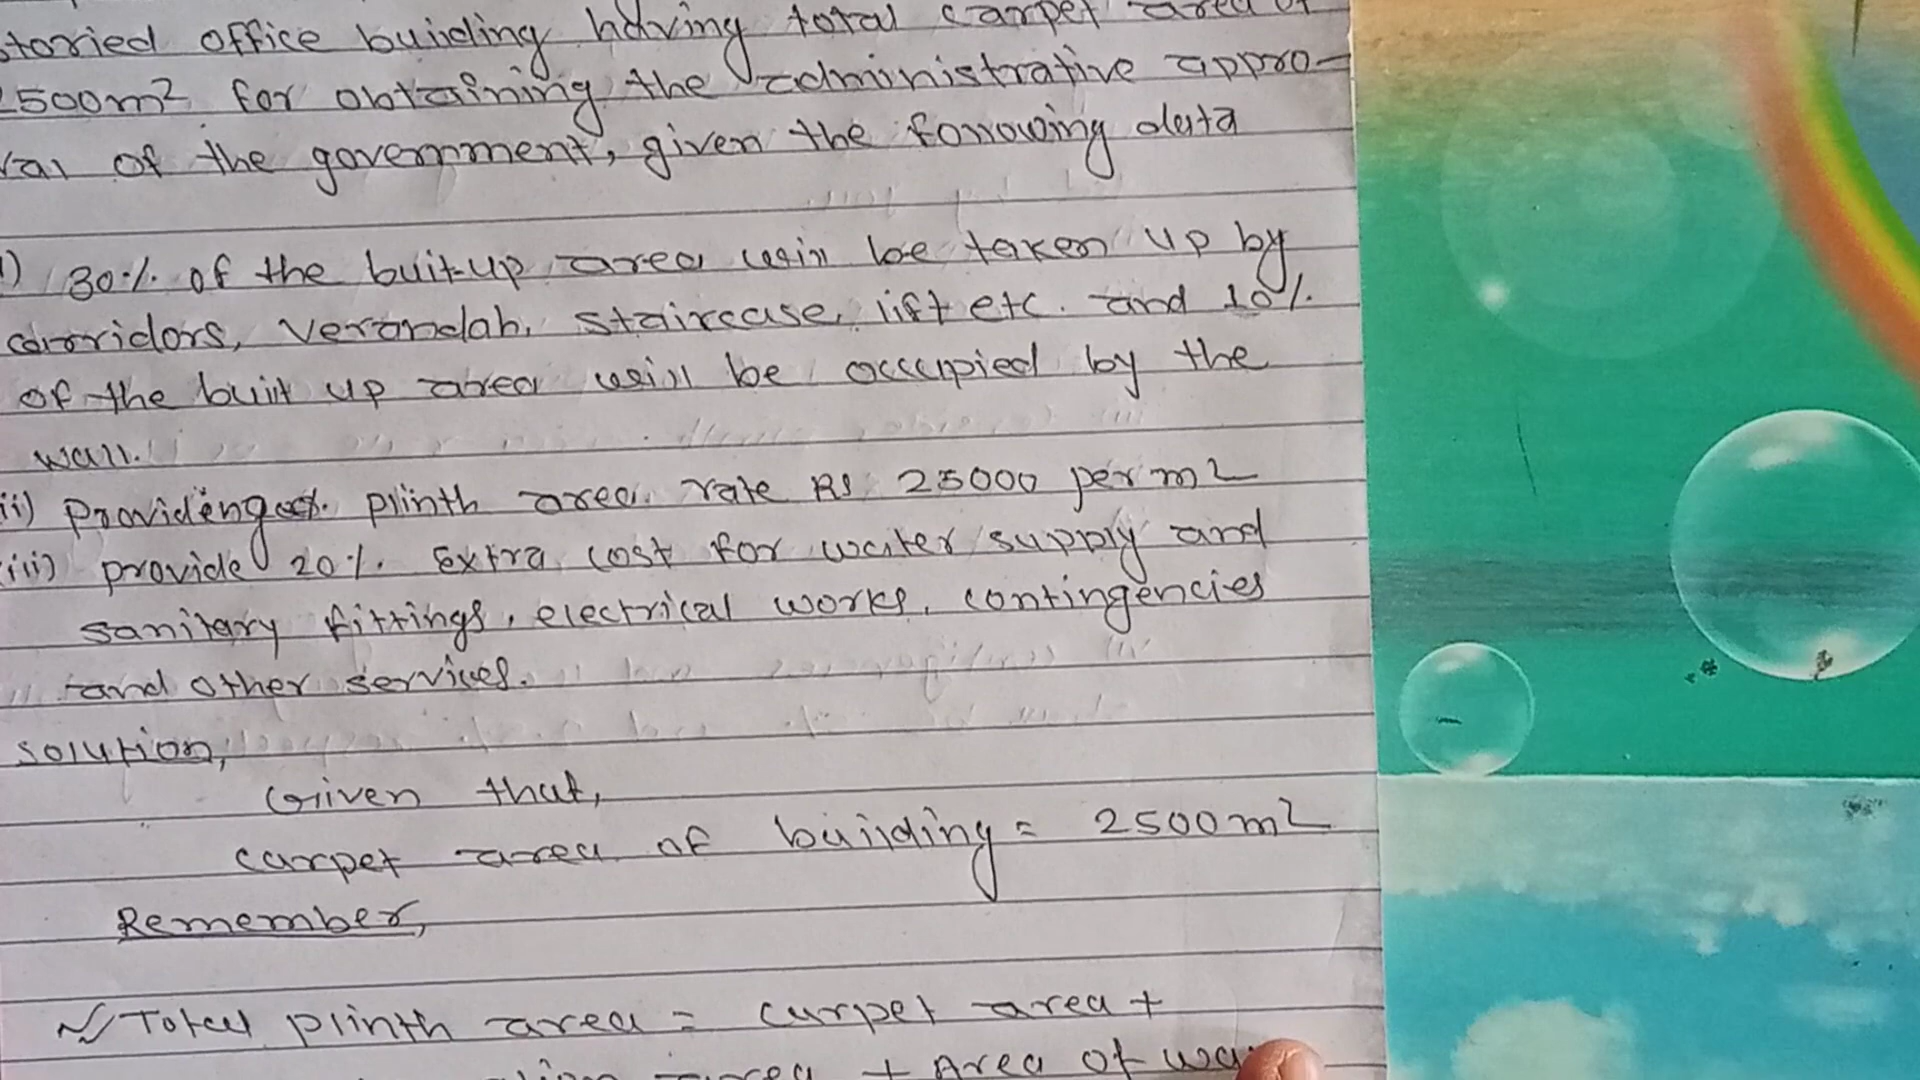 storied office building having total carpet area of
2500m2 for obtaining the administrative appro-
val of the government, given the following data
i) 30% of the buit-up area will be taken up by
corridors, verandah, staircase, lift etc. and 10%
of the built up area will be occupied by the
wall.
ii) Providing plinth area rate RS 25000 per m2
iii) provide 20% Extra cost for water supply and
sanitary fittings, electrical works, contingencies
and other services.
solution,
Given that,
carpet area of building = 2500m2
Remember,
Total plinth area = carpet area +
area + Area of